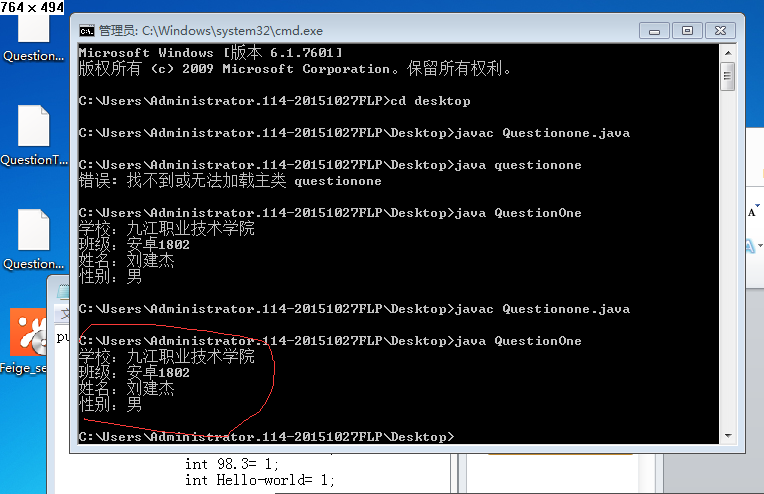 764 x 494
管理员: C:\Windows\system32\cmd.exe
Question...
Microsoft Windows [版本 6.1.7601]
版权所有 (c) 2009 Microsoft Corporation。保留所有权利。
C:\Users\Administrator.114-20151027FLP>cd desktop
C:\Users\Administrator.114-20151027FLP\Desktop>javac Questionone.java
QuestionT...
C:\Users\Administrator.114-20151027FLP\Desktop>java questionone
错误: 找不到或无法加载主类 questionone
C:\Users\Administrator.114-20151027FLP\Desktop>java QuestionOne
学校: 九江职业技术学院
班级: 安卓1802
姓名: 刘建杰
Question...
性别: 男
C:\Users\Administrator.114-20151027FLP\Desktop>javac Questionone.java
pu
C:\Users\Administrator.114-20151027FLP\Desktop>java QuestionOne
学校: 九江职业技术学院
Feige_se...
班级: 安卓1802
姓名: 刘建杰
性别: 男
C:\Users\Administrator.114-20151027FLP\Desktop>
int 98.3= 1;
int Hello-world= 1;